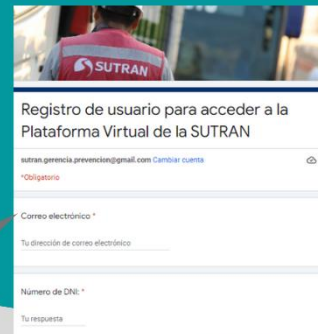 SUTRAN
Registro de usuario para acceder a la
Plataforma Virtual de la SUTRAN
sutran.gerencia.prevencion@gmail.com Cambiar cuenta
*Obligatorio
Correo electrónico *
Tu dirección de correo electrónico
Número de DNI: *
Tu respuesta